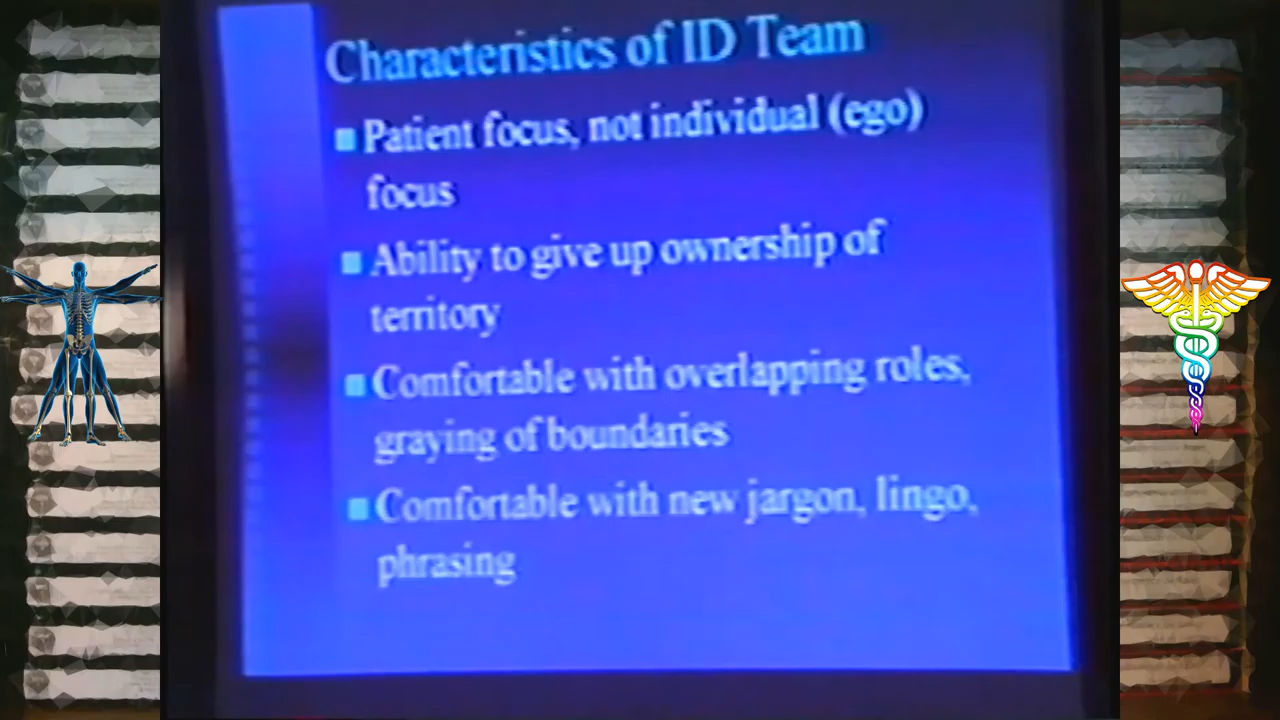 Characteristics of ID Team
Patient focus, not individual (ego)
focus
Ability to give up ownership of
territory
Comfortable with overlapping roles,
graying of boundaries
Comfortable with new jargon, lingo,
phrasing